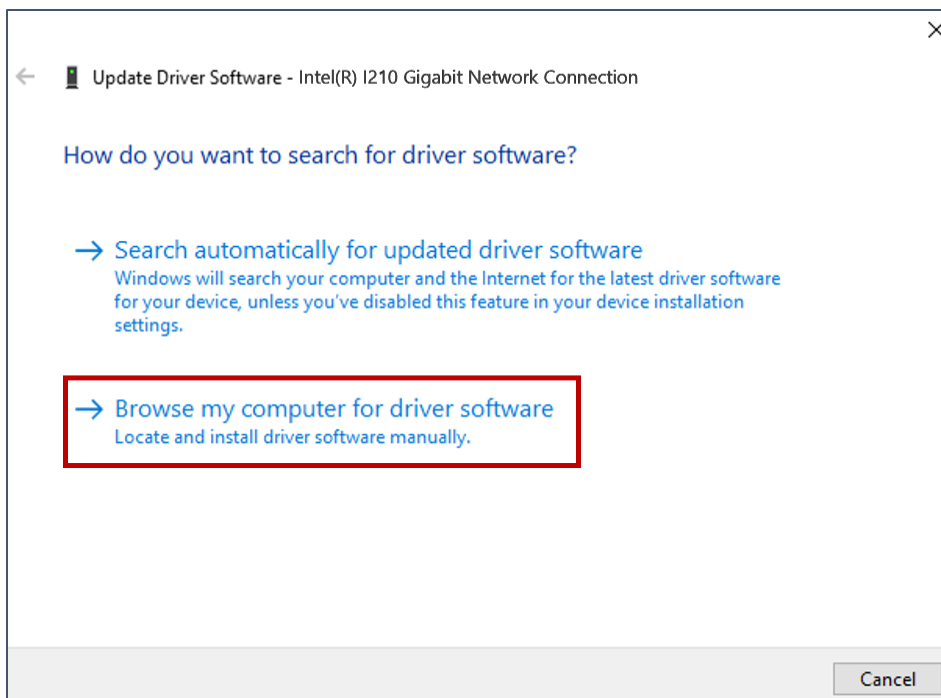 Update Driver Software - Intel(R) I210 Gigabit Network Connection
How do you want to search for driver software?
Search automatically for updated driver software
Windows will search your computer and the Internet for the latest driver software
for your device, unless you've disabled this feature in your device installation
settings.
Browse my computer for driver software
Locate and install driver software manually.
Cancel